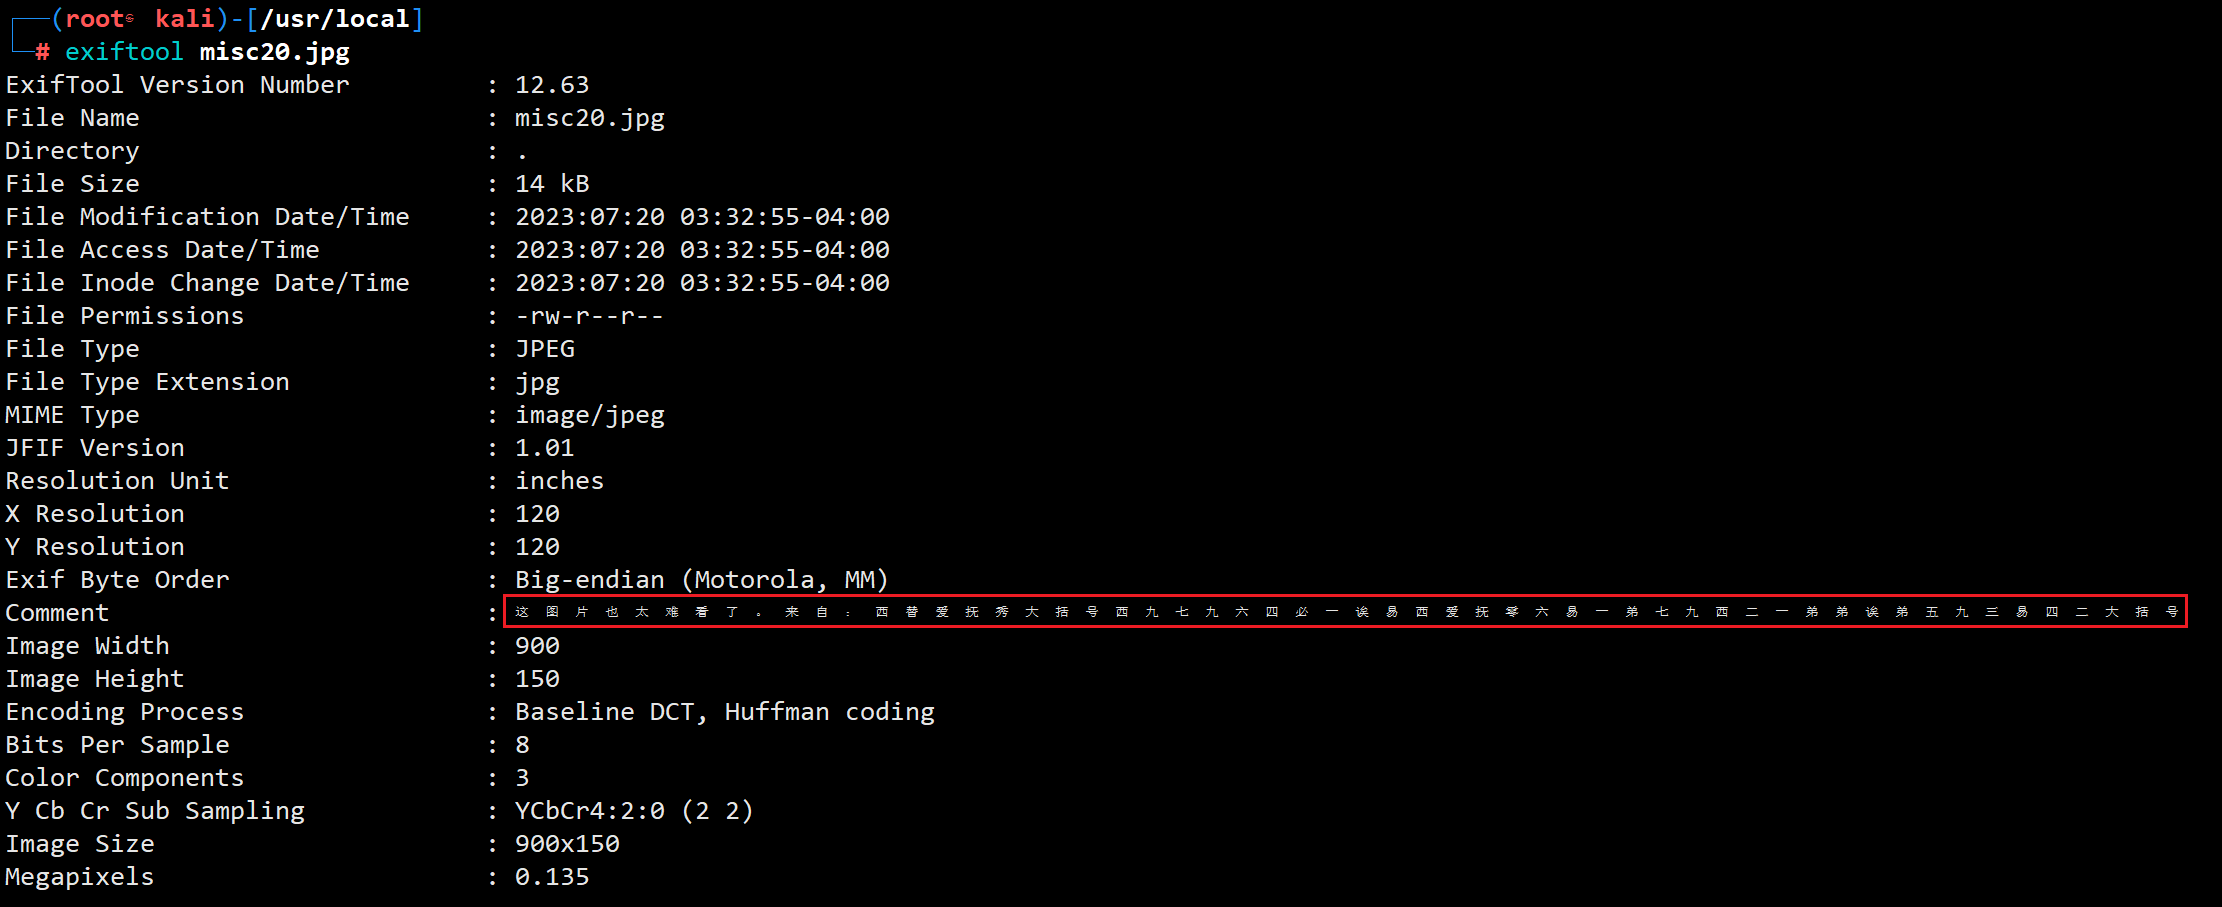 ┌──(root㉿ kali)-[/usr/local]
└─# exiftool misc20.jpg
ExifTool Version Number : 12.63
File Name : misc20.jpg
Directory : .
File Size : 14 kB
File Modification Date/Time : 2023:07:20 03:32:55-04:00
File Access Date/Time : 2023:07:20 03:32:55-04:00
File Inode Change Date/Time : 2023:07:20 03:32:55-04:00
File Permissions : -rw-r--r--
File Type : JPEG
File Type Extension : jpg
MIME Type : image/jpeg
JFIF Version : 1.01
Resolution Unit : inches
X Resolution : 120
Y Resolution : 120
Exif Byte Order : Big-endian (Motorola, MM)
Comment : 这图片也太难看了。来自：西替爱抚秀大括号西九七九六四必一诶易西爱抚零六易一弟七九西二一弟弟诶弟五九三易四二大括号
Image Width : 900
Image Height : 150
Encoding Process : Baseline DCT, Huffman coding
Bits Per Sample : 8
Color Components : 3
Y Cb Cr Sub Sampling : YCbCr4:2:0 (2 2)
Image Size : 900x150
Megapixels : 0.135